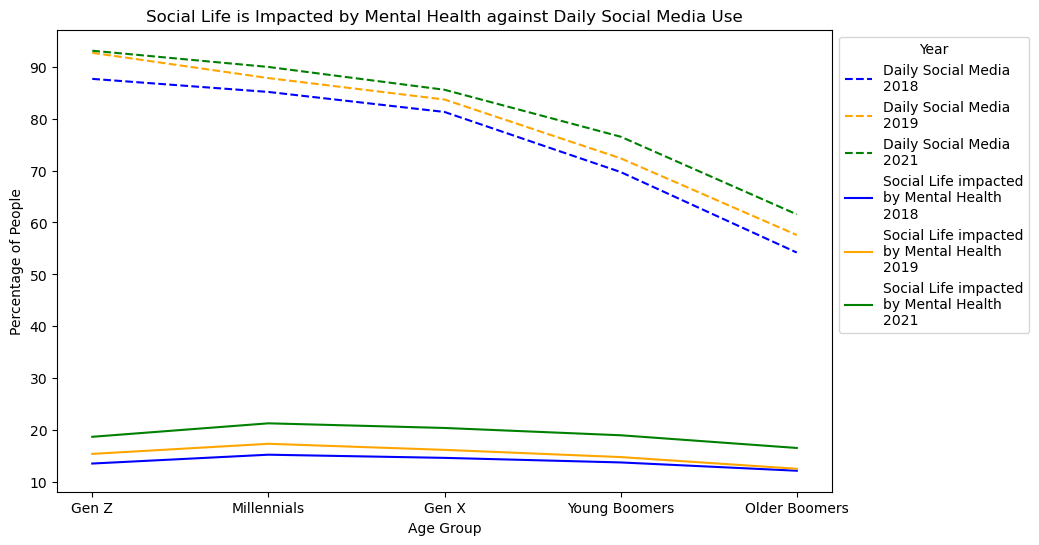 Social Life is Impacted by Mental Health against Daily Social Media Use
Percentage of People
90
80
70
60
50
40
30
20
10
Gen Z
Millennials
Gen X
Young Boomers
Older Boomers
Age Group
Year
Daily Social Media
2018
Daily Social Media
2019
Daily Social Media
2021
Social Life impacted
by Mental Health
2018
Social Life impacted
by Mental Health
2019
Social Life impacted
by Mental Health
2021